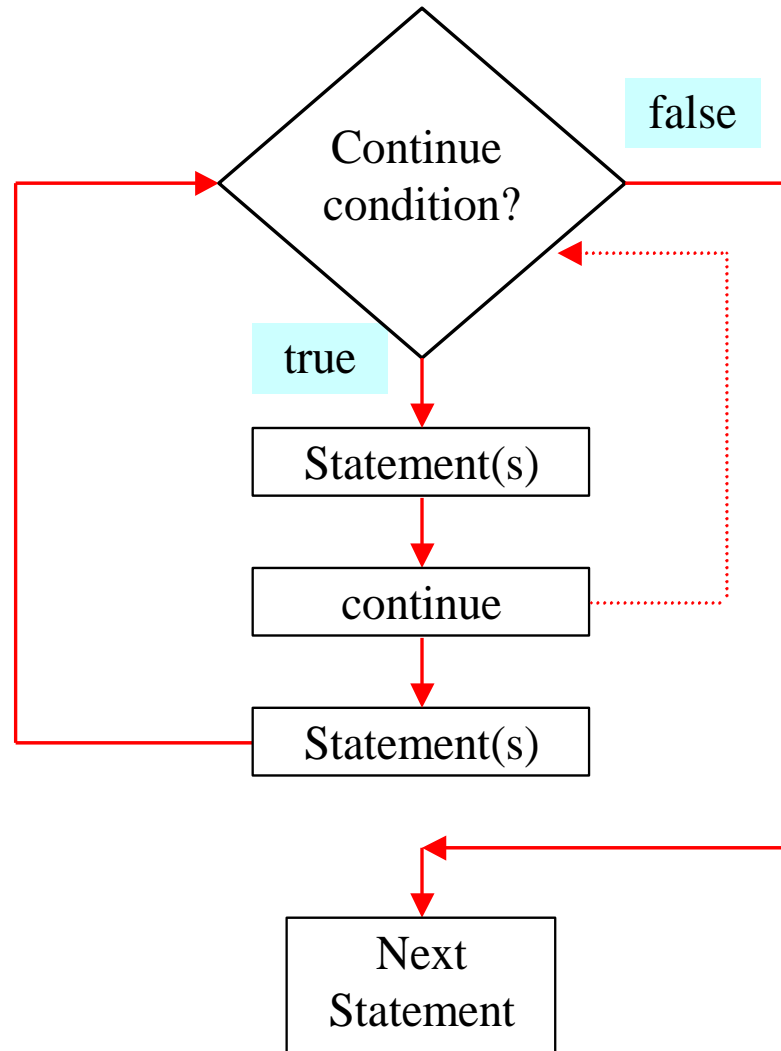 false
Continue
condition?
true
Statement(s)
continue
Statement(s)
Next
Statement